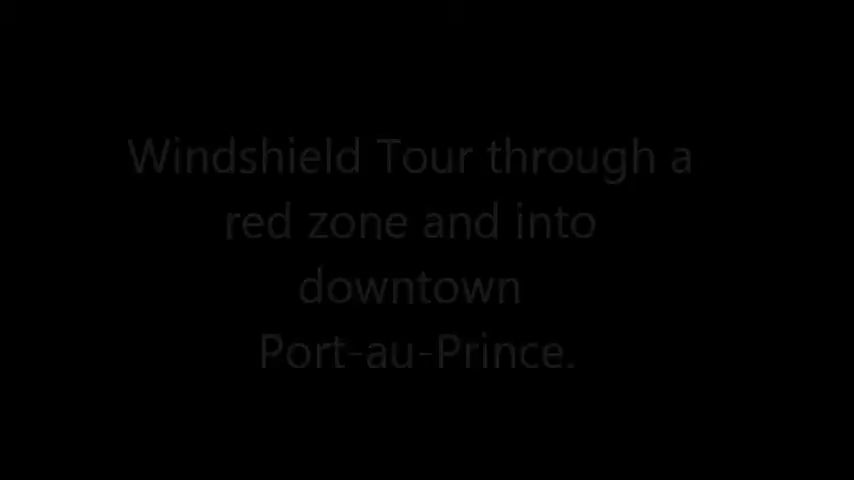 Windshield Tour through a
red zone and into
downtown
Port-au-Prince.